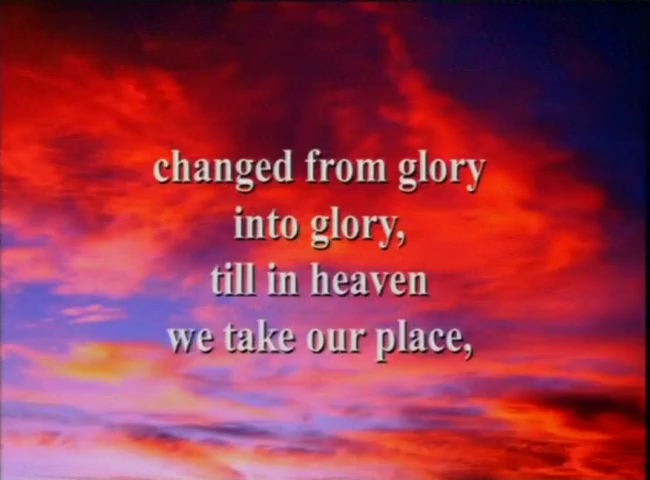 changed from glory
into glory,
till in heaven
we take our place,